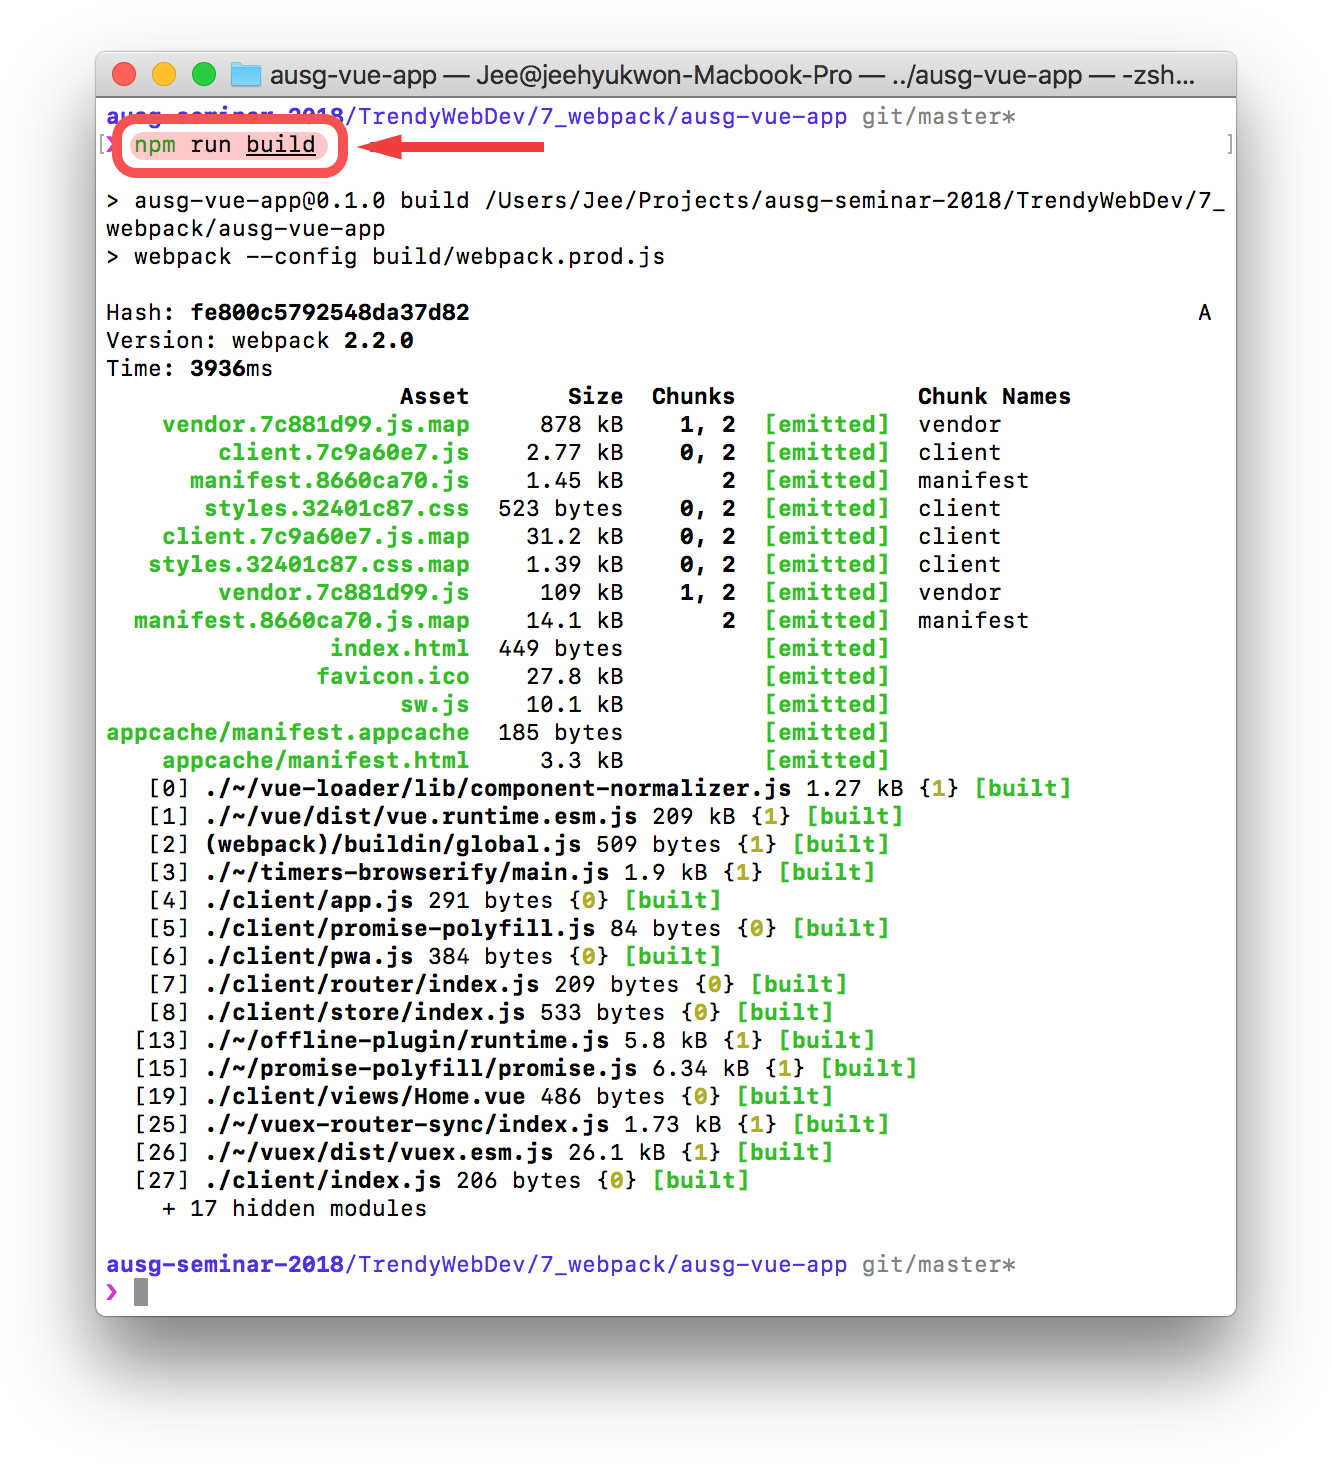 ausg-vue-app — Jee@jeehyukwon-Macbook-Pro — ../ausg-vue-app — -zsh...
ausg-seminar-2018/TrendyWebDev/7_webpack/ausg-vue-app git/master*
[❯ npm run build ]
> ausg-vue-app@0.1.0 build /Users/Jee/Projects/ausg-seminar-2018/TrendyWebDev/7_
webpack/ausg-vue-app
> webpack --config build/webpack.prod.js
Hash: fe800c5792548da37d82 A
Version: webpack 2.2.0
Time: 3936ms
Asset Size Chunks Chunk Names
vendor.7c881d99.js.map 878 kB 1, 2 [emitted] vendor
client.7c9a60e7.js 2.77 kB 0, 2 [emitted] client
manifest.8660ca70.js 1.45 kB 2 [emitted] manifest
styles.32401c87.css 523 bytes 0, 2 [emitted] client
client.7c9a60e7.js.map 31.2 kB 0, 2 [emitted] client
styles.32401c87.css.map 1.39 kB 0, 2 [emitted] client
vendor.7c881d99.js 109 kB 1, 2 [emitted] vendor
manifest.8660ca70.js.map 14.1 kB 2 [emitted] manifest
index.html 449 bytes [emitted]
favicon.ico 27.8 kB [emitted]
sw.js 10.1 kB [emitted]
appcache/manifest.appcache 185 bytes [emitted]
appcache/manifest.html 3.3 kB [emitted]
[0] ./~/vue-loader/lib/component-normalizer.js 1.27 kB {1} [built]
[1] ./~/vue/dist/vue.runtime.esm.js 209 kB {1} [built]
[2] (webpack)/buildin/global.js 509 bytes {1} [built]
[3] ./~/timers-browserify/main.js 1.9 kB {1} [built]
[4] ./client/app.js 291 bytes {0} [built]
[5] ./client/promise-polyfill.js 84 bytes {0} [built]
[6] ./client/pwa.js 384 bytes {0} [built]
[7] ./client/router/index.js 209 bytes {0} [built]
[8] ./client/store/index.js 533 bytes {0} [built]
[13] ./~/offline-plugin/runtime.js 5.8 kB {1} [built]
[15] ./~/promise-polyfill/promise.js 6.34 kB {1} [built]
[19] ./client/views/Home.vue 486 bytes {0} [built]
[25] ./~/vuex-router-sync/index.js 1.73 kB {1} [built]
[26] ./~/vuex/dist/vuex.esm.js 26.1 kB {1} [built]
[27] ./client/index.js 206 bytes {0} [built]
+ 17 hidden modules
ausg-seminar-2018/TrendyWebDev/7_webpack/ausg-vue-app git/master*
❯